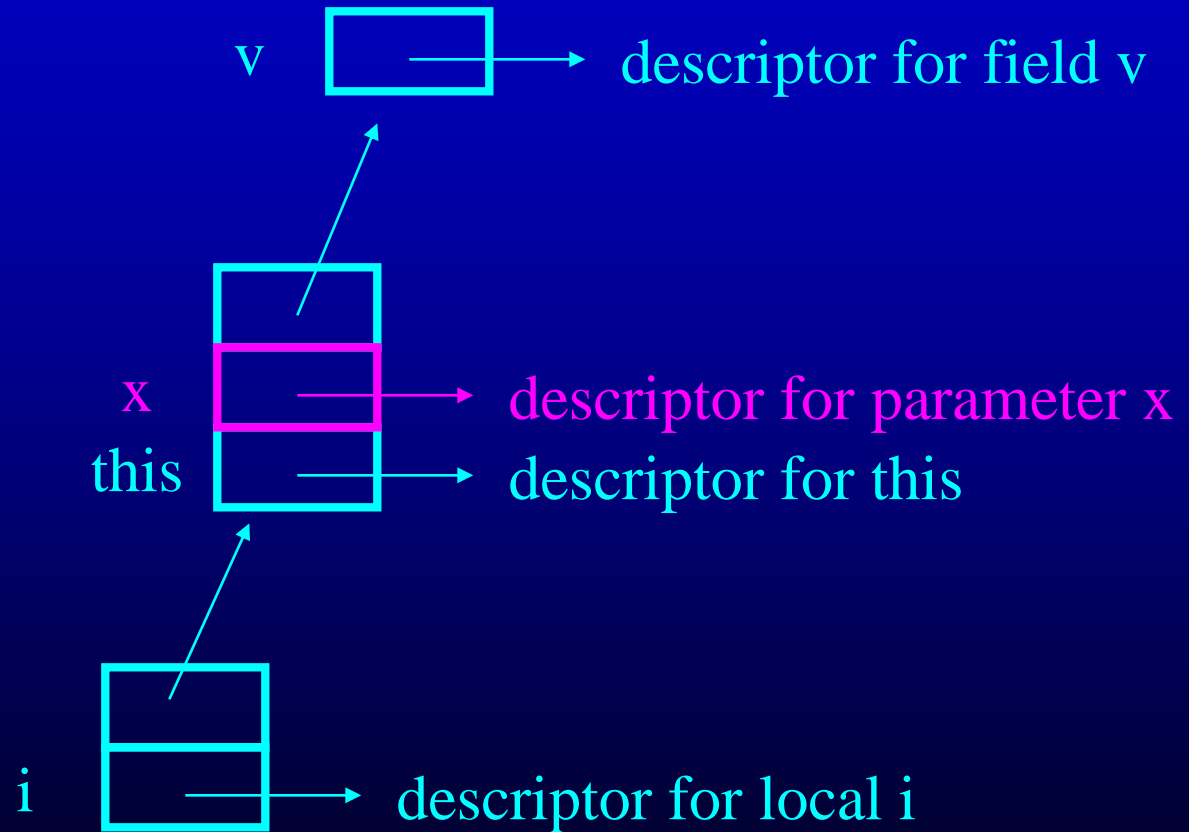 v descriptor for field v
x descriptor for parameter x
this descriptor for this
i descriptor for local i